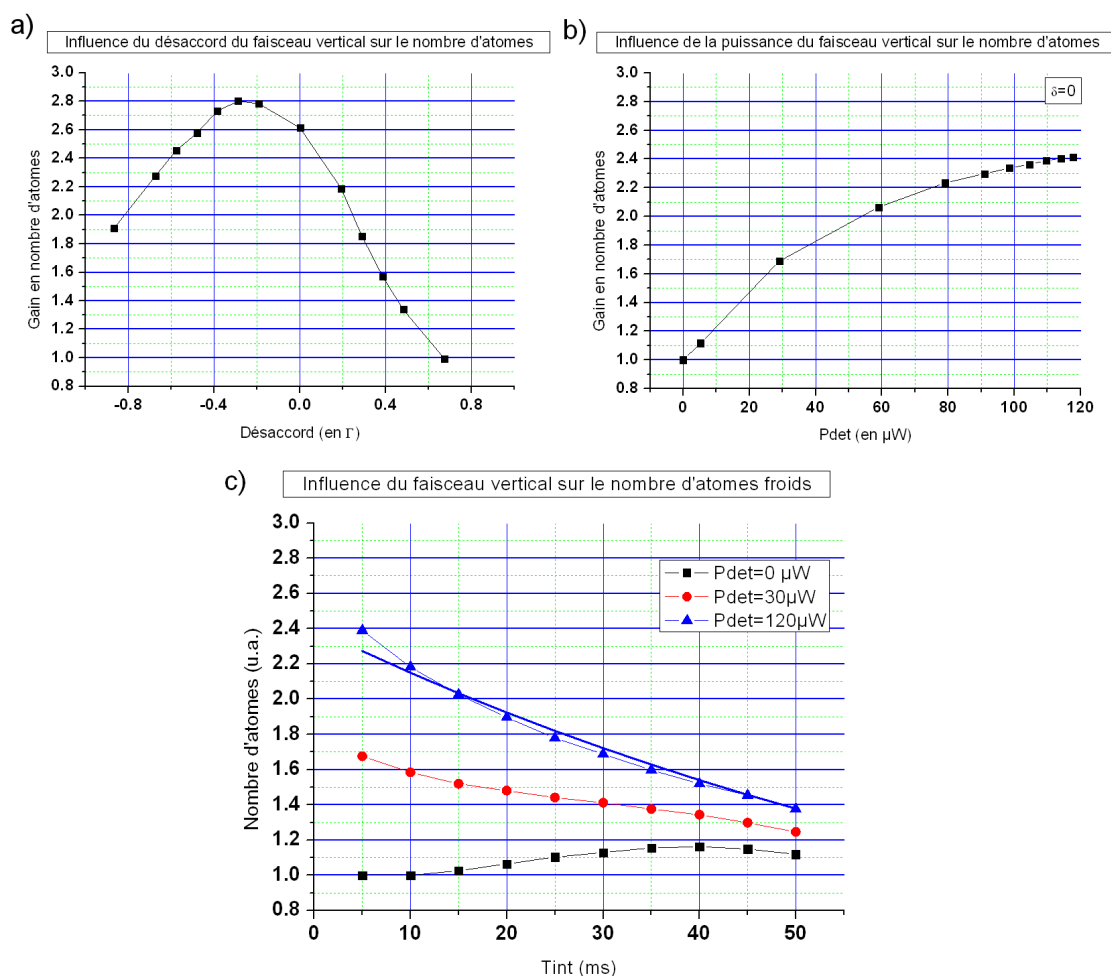 a)
Influence du désaccord du faisceau vertical sur le nombre d'atomes
3.0
2.8
2.6
2.4
2.2
2.0
1.8
1.6
1.4
1.2
1.0
0.8
Gain en nombre d'atomes
-0.8 -0.4 0.0 0.4 0.8
Désaccord (en Γ)
b)
Influence de la puissance du faisceau vertical sur le nombre d'atomes
δ=0
3.0
2.8
2.6
2.4
2.2
2.0
1.8
1.6
1.4
1.2
1.0
0.8
Gain en nombre d'atomes
0 20 40 60 80 100 120
Pdet (en µW)
c)
Influence du faisceau vertical sur le nombre d'atomes froids
3.0
2.8
2.6
2.4
2.2
2.0
1.8
1.6
1.4
1.2
1.0
0.8
Nombre d'atomes (u.a.)
Pdet=0 µW
Pdet=30µW
Pdet=120µW
0 10 20 30 40 50
Tint (ms)